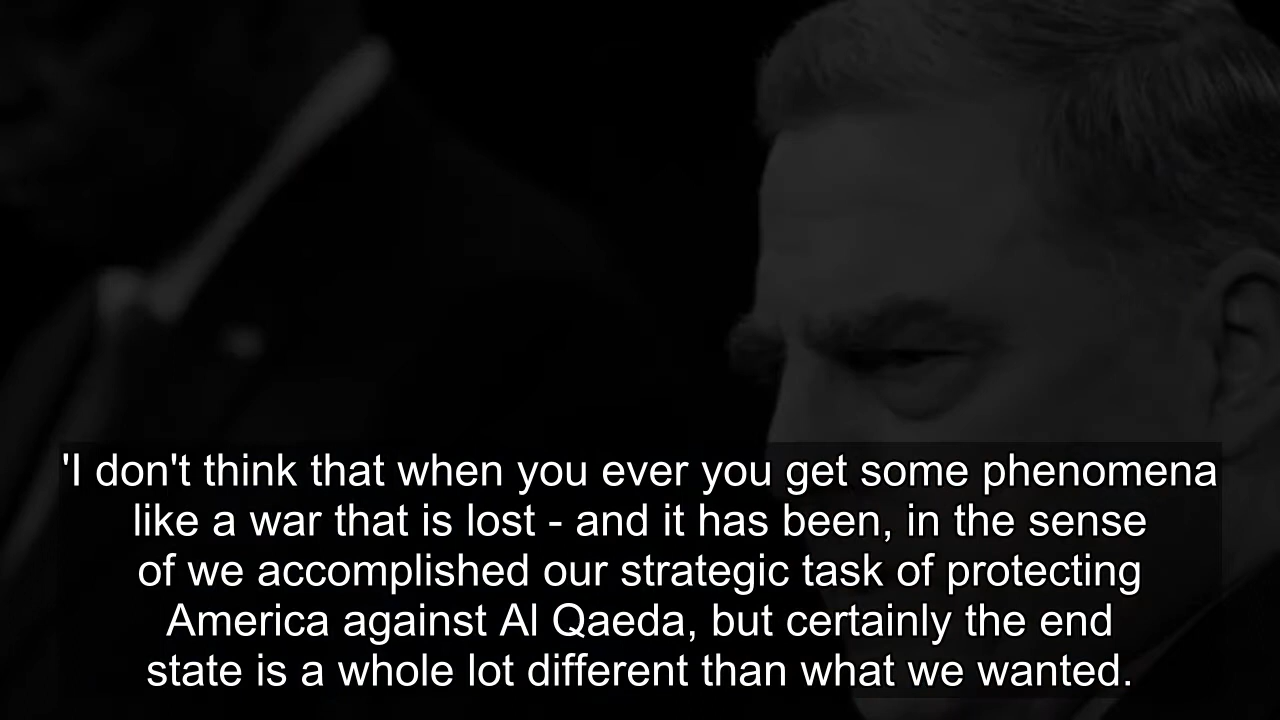 'I don't think that when you ever you get some phenomena
like a war that is lost - and it has been, in the sense
of we accomplished our strategic task of protecting
America against Al Qaeda, but certainly the end
state is a whole lot different than what we wanted.